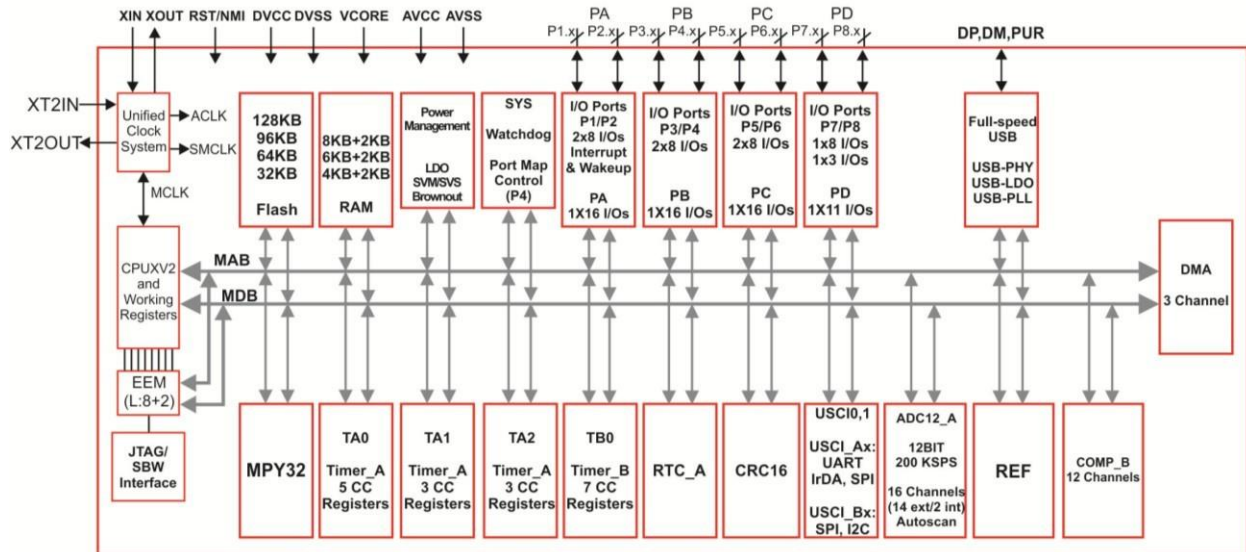 XIN XOUT RST/NMI DVCC DVSS VCORE AVCC AVSS
PA PB PC PD
P1.x P2.x P3.x P4.x P5.x P6.x P7.x P8.x
DP,DM,PUR
XT2IN
XT2OUT
Unified
Clock
System
ACLK
SMCLK
MCLK
128KB
96KB
64KB
32KB
Flash
8KB+2KB
6KB+2KB
4KB+2KB
RAM
Power
Management
LDO
SVM/SVS
Brownout
SYS
Watchdog
Port Map
Control
(P4)
I/O Ports
P1/P2
2x8 I/Os
Interrupt
& Wakeup
PA
1X16 I/Os
I/O Ports
P3/P4
2x8 I/Os
PB
1X16 I/Os
I/O Ports
P5/P6
2x8 I/Os
PC
1X16 I/Os
I/O Ports
P7/P8
1x8 I/Os
1x3 I/Os
PD
1X11 I/Os
Full-speed
USB
USB-PHY
USB-LDO
USB-PLL
CPUXV2
and
Working
Registers
MAB
MDB
DMA
3 Channel
EEM
(L:8+2)
JTAG/
SBW
Interface
MPY32
TA0
Timer_A
5 CC
Registers
TA1
Timer_A
3 CC
Registers
TA2
Timer_A
3 CC
Registers
TB0
Timer_B
7 CC
Registers
RTC_A
CRC16
USCI0,1
USCI_Ax:
UART
IrDA, SPI
USCI_Bx:
SPI, I2C
ADC12_A
12BIT
200 KSPS
16 Channels
(14 ext/2 int)
Autoscan
REF
COMP_B
12 Channels